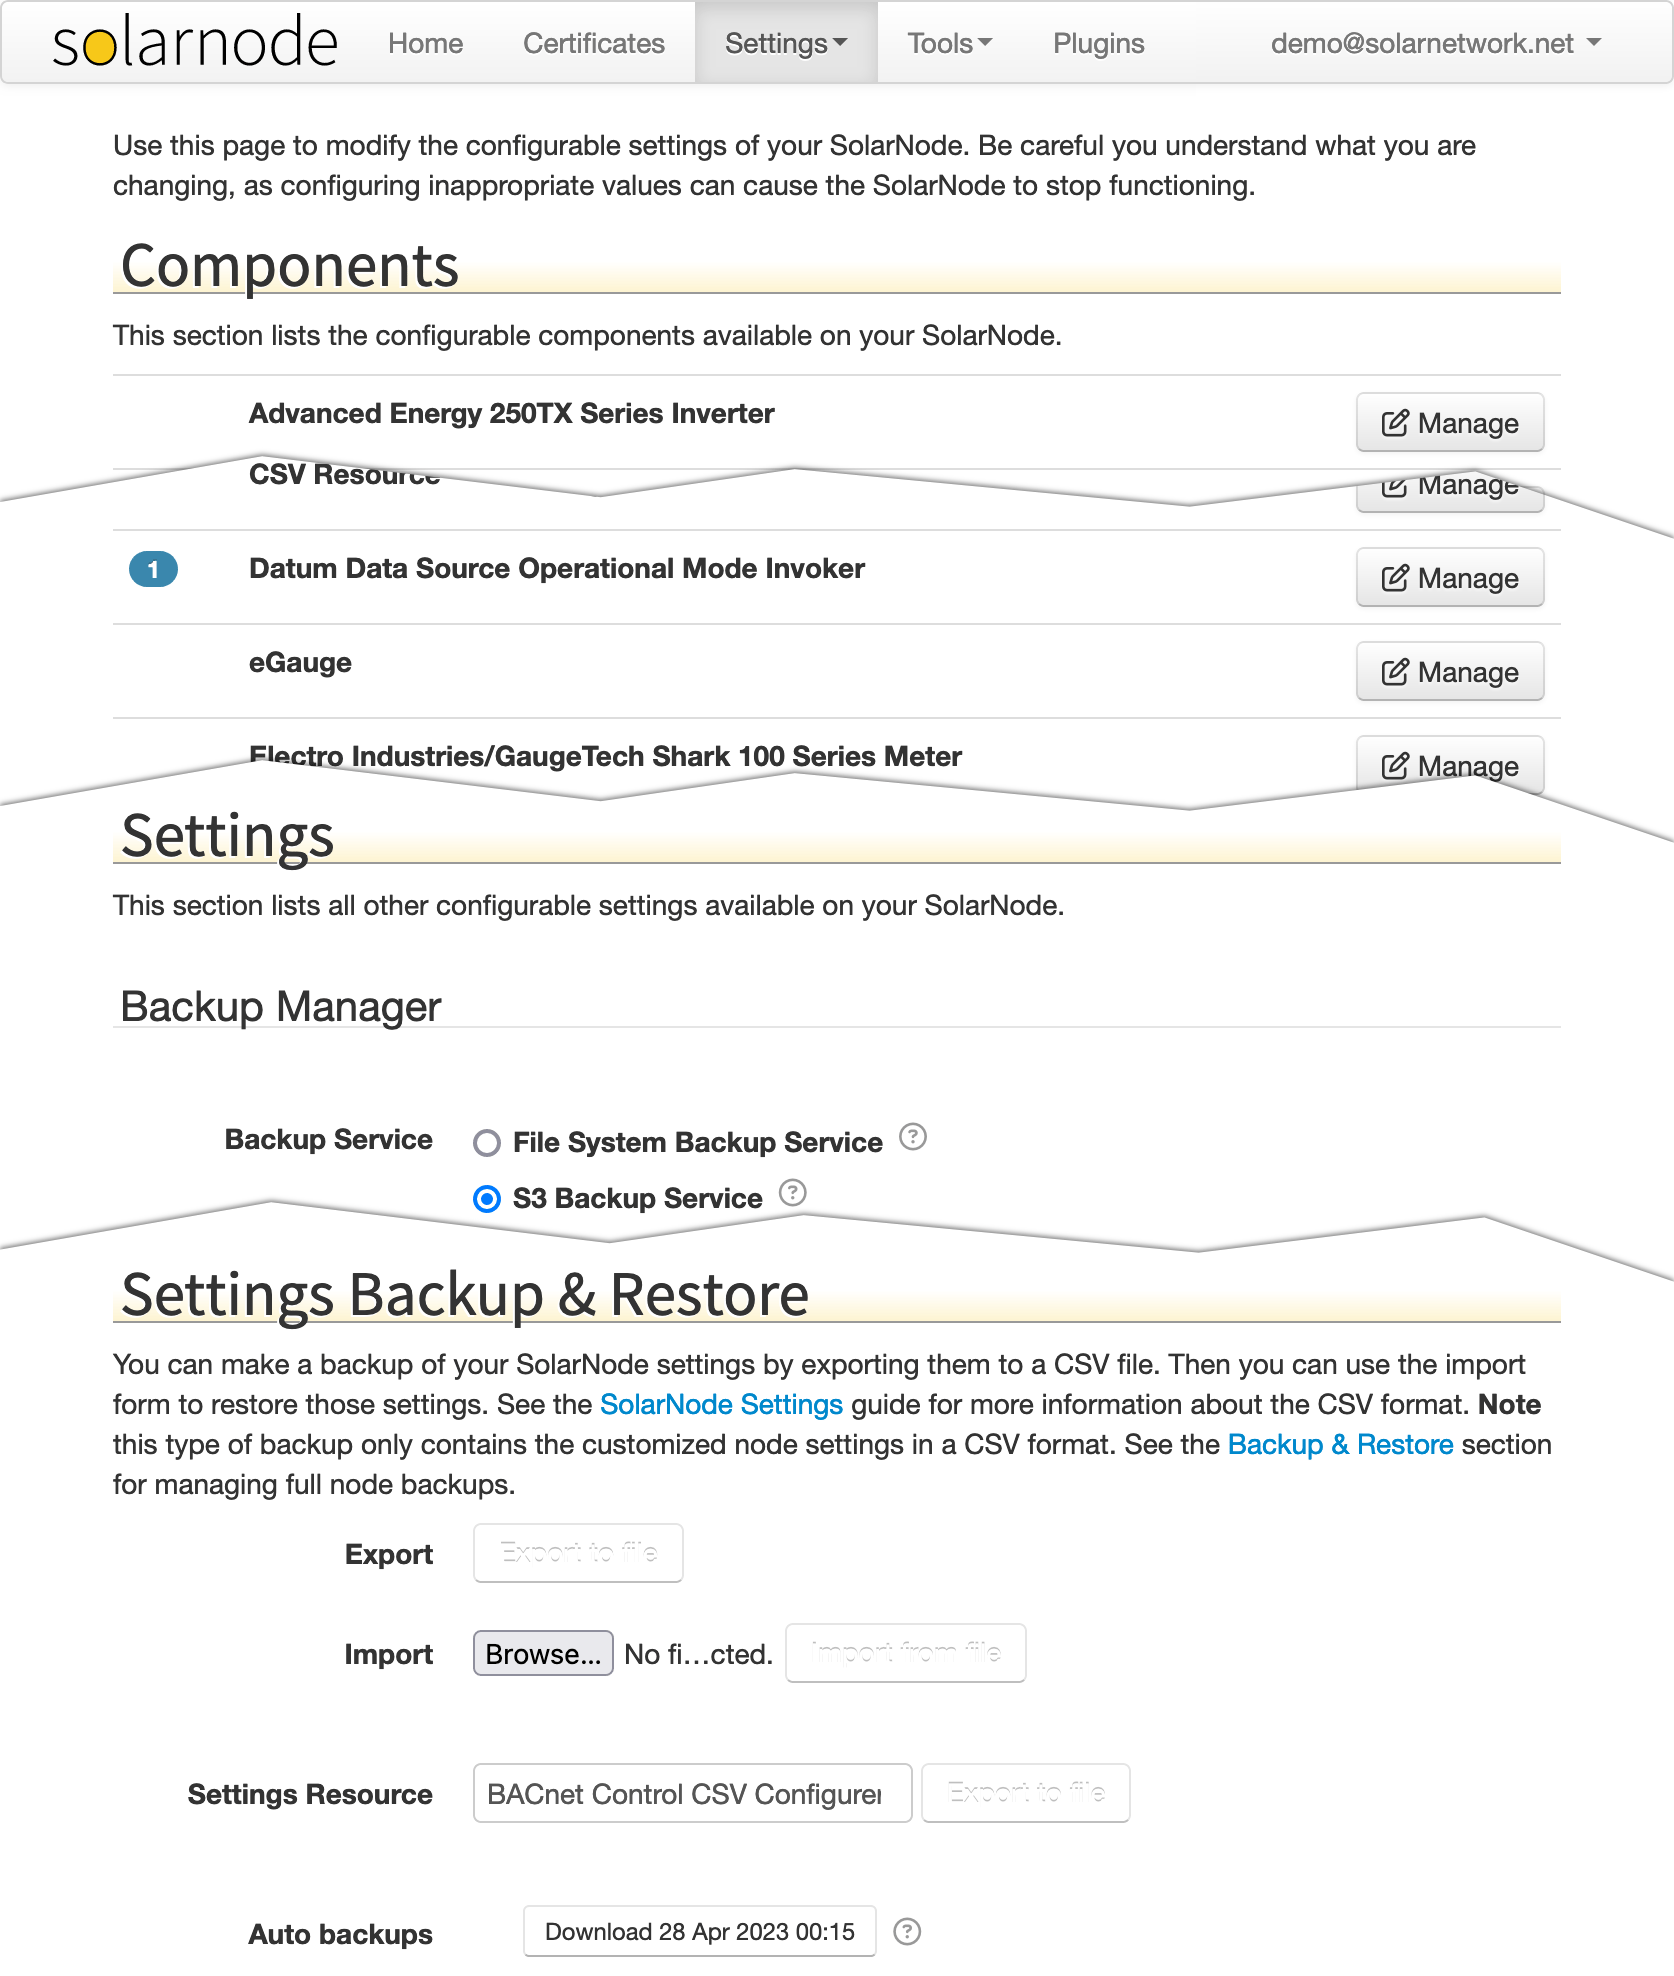 solarnode Home Certificates Settings Tools Plugins demo@solarnetwork.net
Use this page to modify the configurable settings of your SolarNode. Be careful you understand what you are
changing, as configuring inappropriate values can cause the SolarNode to stop functioning.
Components
This section lists the configurable components available on your SolarNode.
Advanced Energy 250TX Series Inverter Manage
CSV Resource Manage
1 Datum Data Source Operational Mode Invoker Manage
eGauge Manage
Electro Industries/GaugeTech Shark 100 Series Meter Manage
Settings
This section lists all other configurable settings available on your SolarNode.
Backup Manager
Backup Service File System Backup Service ?
S3 Backup Service ?
Settings Backup & Restore
You can make a backup of your SolarNode settings by exporting them to a CSV file. Then you can use the import
form to restore those settings. See the SolarNode Settings guide for more information about the CSV format. Note
this type of backup only contains the customized node settings in a CSV format. See the Backup & Restore section
for managing full node backups.
Export Export to file
Import Browse... No fi...cted. Import from file
Settings Resource BACnet Control CSV Configurer Export to file
Auto backups Download 28 Apr 2023 00:15 ?